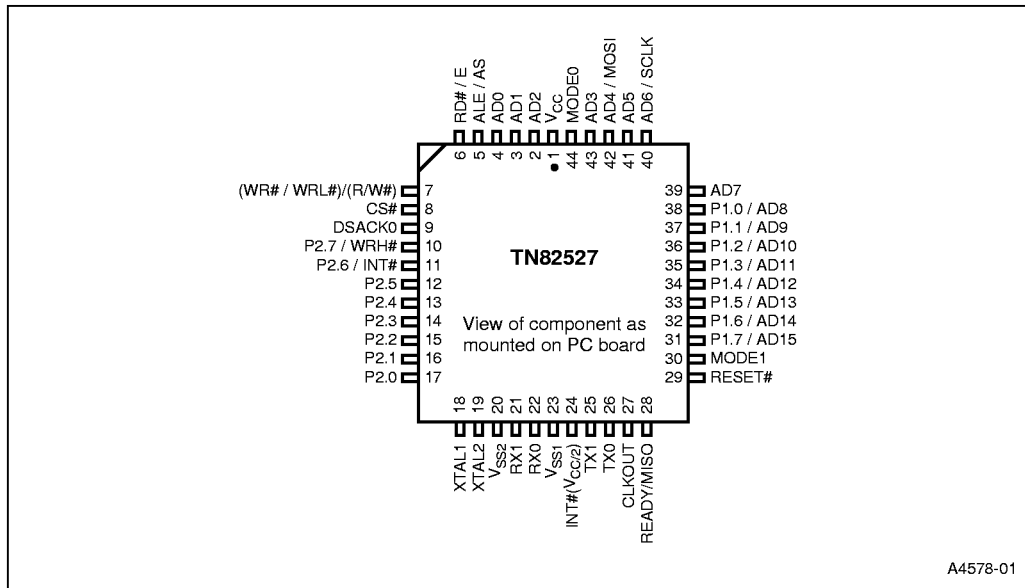 RD# / E
ALE / AS
AD0
AD1
AD2
VCC
MODE0
AD3
AD4 / MOSI
AD5
AD6 / SCLK
6
5
4
3
2
1
44
43
42
41
40
(WR# / WRL#)/(R/W#) 7
CS# 8
DSACK0 9
P2.7 / WRH# 10
P2.6 / INT# 11
P2.5 12
P2.4 13
P2.3 14
P2.2 15
P2.1 16
P2.0 17
TN82527
View of component as
mounted on PC board
39 AD7
38 P1.0 / AD8
37 P1.1 / AD9
36 P1.2 / AD10
35 P1.3 / AD11
34 P1.4 / AD12
33 P1.5 / AD13
32 P1.6 / AD14
31 P1.7 / AD15
30 MODE1
29 RESET#
18
19
20
21
22
23
24
25
26
27
28
XTAL1
XTAL2
VSS2
RX1
RX0
VSS1
INT#(VCC/2)
TX1
TX0
CLKOUT
READY/MISO
A4578-01